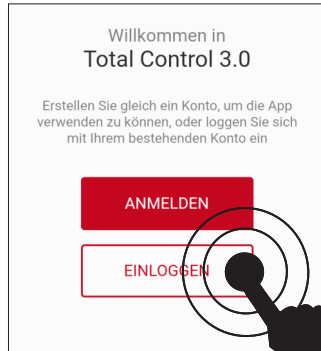 Willkommen in
Total Control 3.0
Erstellen Sie gleich ein Konto, um die App
verwenden zu können, oder loggen Sie sich
mit Ihrem bestehenden Konto ein
ANMELDEN
EINLOGGEN